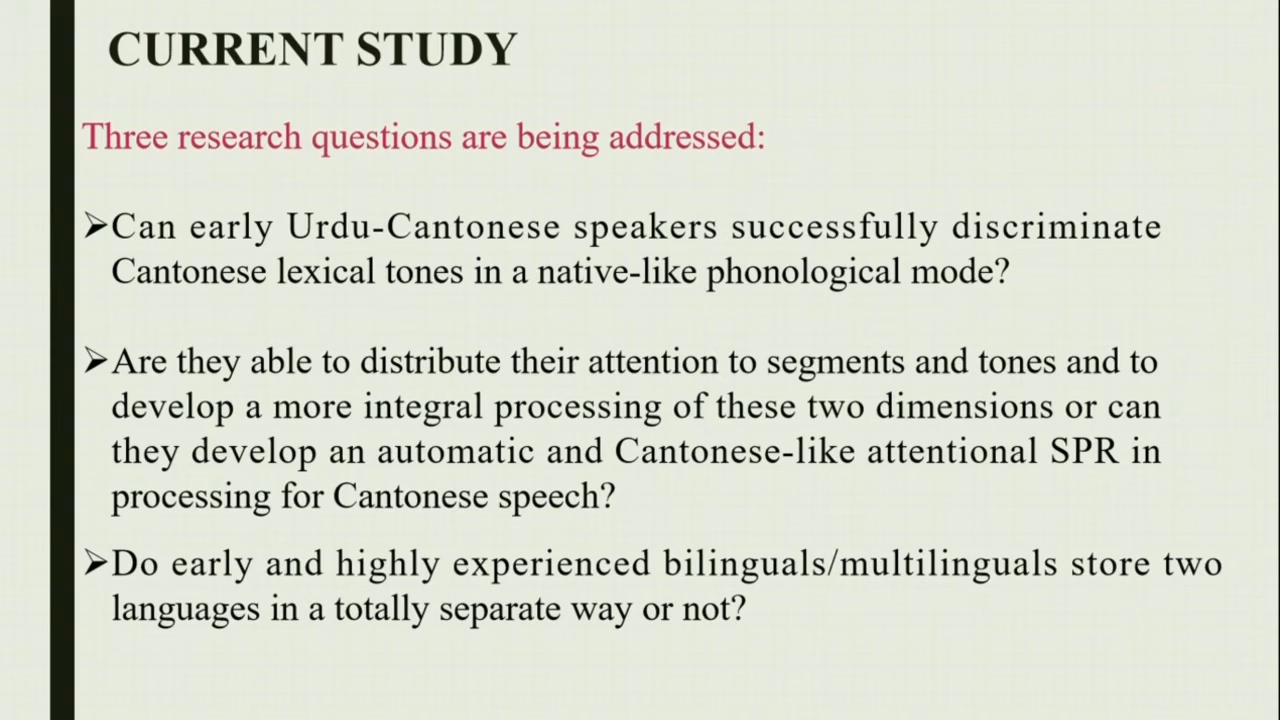 CURRENT STUDY
Three research questions are being addressed:
➢Can early Urdu-Cantonese speakers successfully discriminate
Cantonese lexical tones in a native-like phonological mode?
➢Are they able to distribute their attention to segments and tones and to
develop a more integral processing of these two dimensions or can
they develop an automatic and Cantonese-like attentional SPR in
processing for Cantonese speech?
➢Do early and highly experienced bilinguals/multilinguals store two
languages in a totally separate way or not?